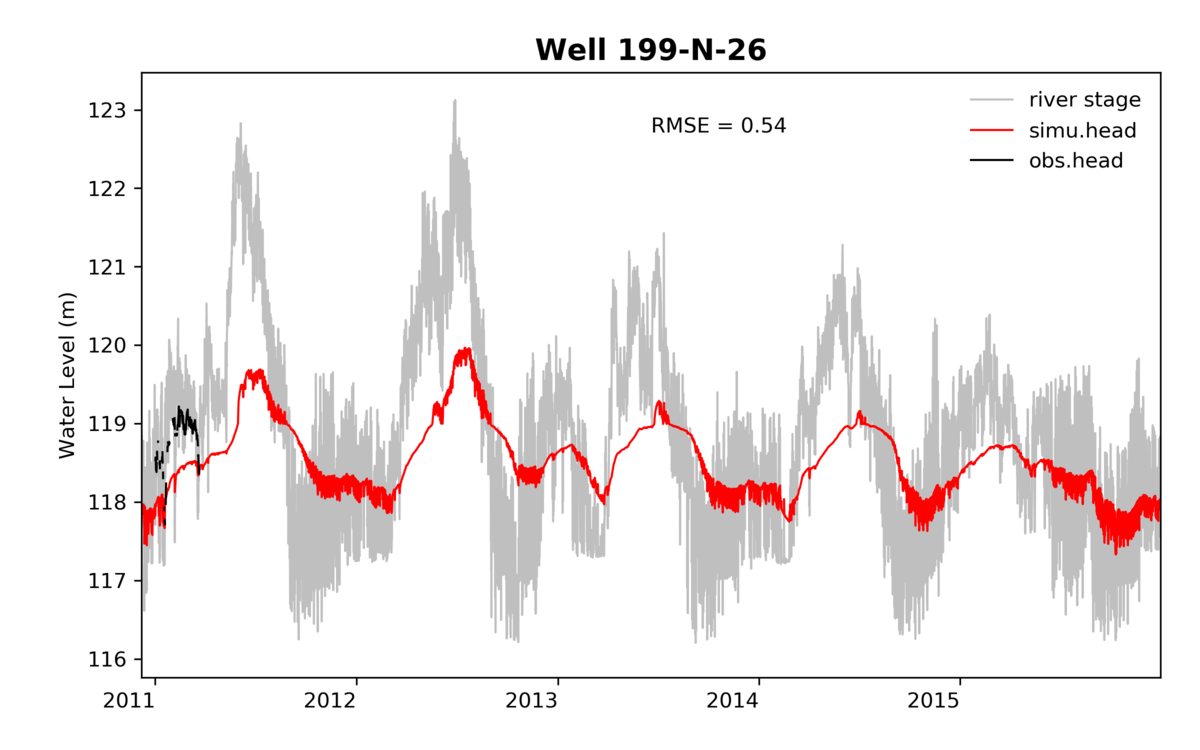 Well 199-N-26
RMSE = 0.54
river stage
simu.head
obs.head
Water Level (m)
123
122
121
120
119
118
117
116
2011 2012 2013 2014 2015